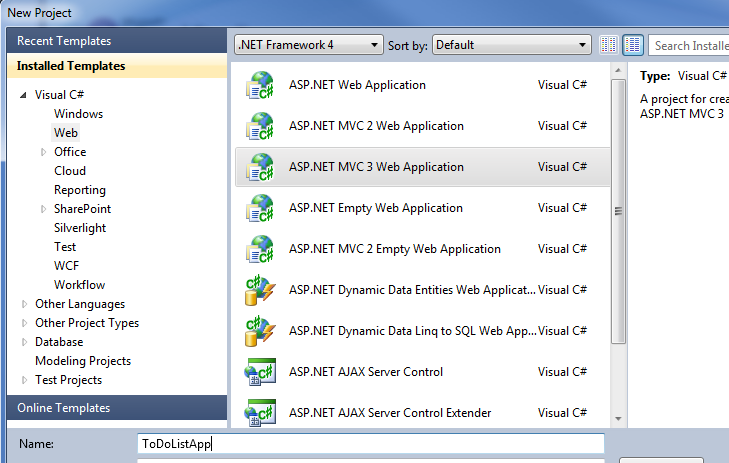 New Project
Recent Templates
Installed Templates
Visual C#
Windows
Web
Office
Cloud
Reporting
SharePoint
Silverlight
Test
WCF
Workflow
Other Languages
Other Project Types
Database
Modeling Projects
Test Projects
Online Templates
.NET Framework 4
Sort by: Default
Search Installe
ASP.NET Web Application Visual C#
ASP.NET MVC 2 Web Application Visual C#
ASP.NET MVC 3 Web Application Visual C#
ASP.NET Empty Web Application Visual C#
ASP.NET MVC 2 Empty Web Application Visual C#
ASP.NET Dynamic Data Entities Web Applicat... Visual C#
ASP.NET Dynamic Data Linq to SQL Web App... Visual C#
ASP.NET AJAX Server Control Visual C#
ASP.NET AJAX Server Control Extender Visual C#
Type: Visual C#
A project for crea
ASP.NET MVC 3
Name: ToDoListApp